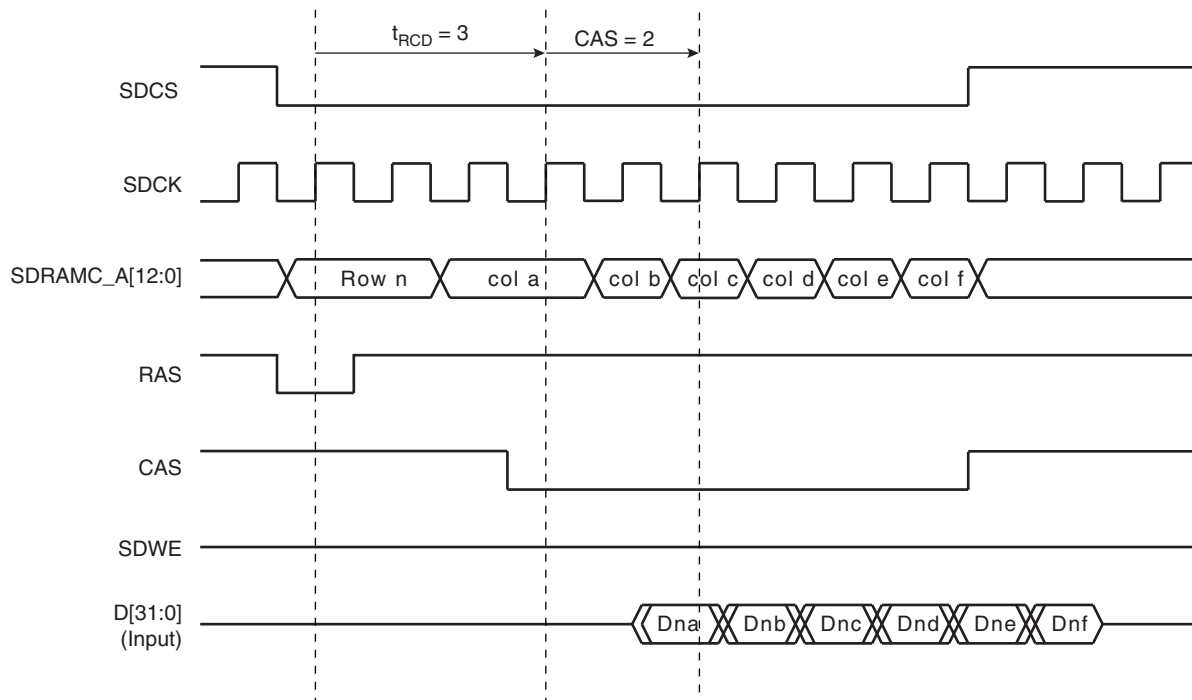 t_RCD = 3
CAS = 2
SDCS
SDCK
SDRAMC_A[12:0]
Row n
col a
col b
col c
col d
col e
col f
RAS
CAS
SDWE
D[31:0]
(Input)
Dna
Dnb
Dnc
Dnd
Dne
Dnf